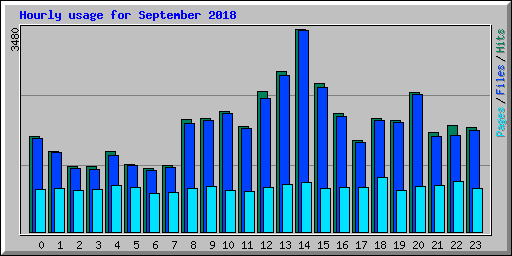 Hourly usage for September 2018
3480
Pages/Files/Hits
0 1 2 3 4 5 6 7 8 9 10 11 12 13 14 15 16 17 18 19 20 21 22 23